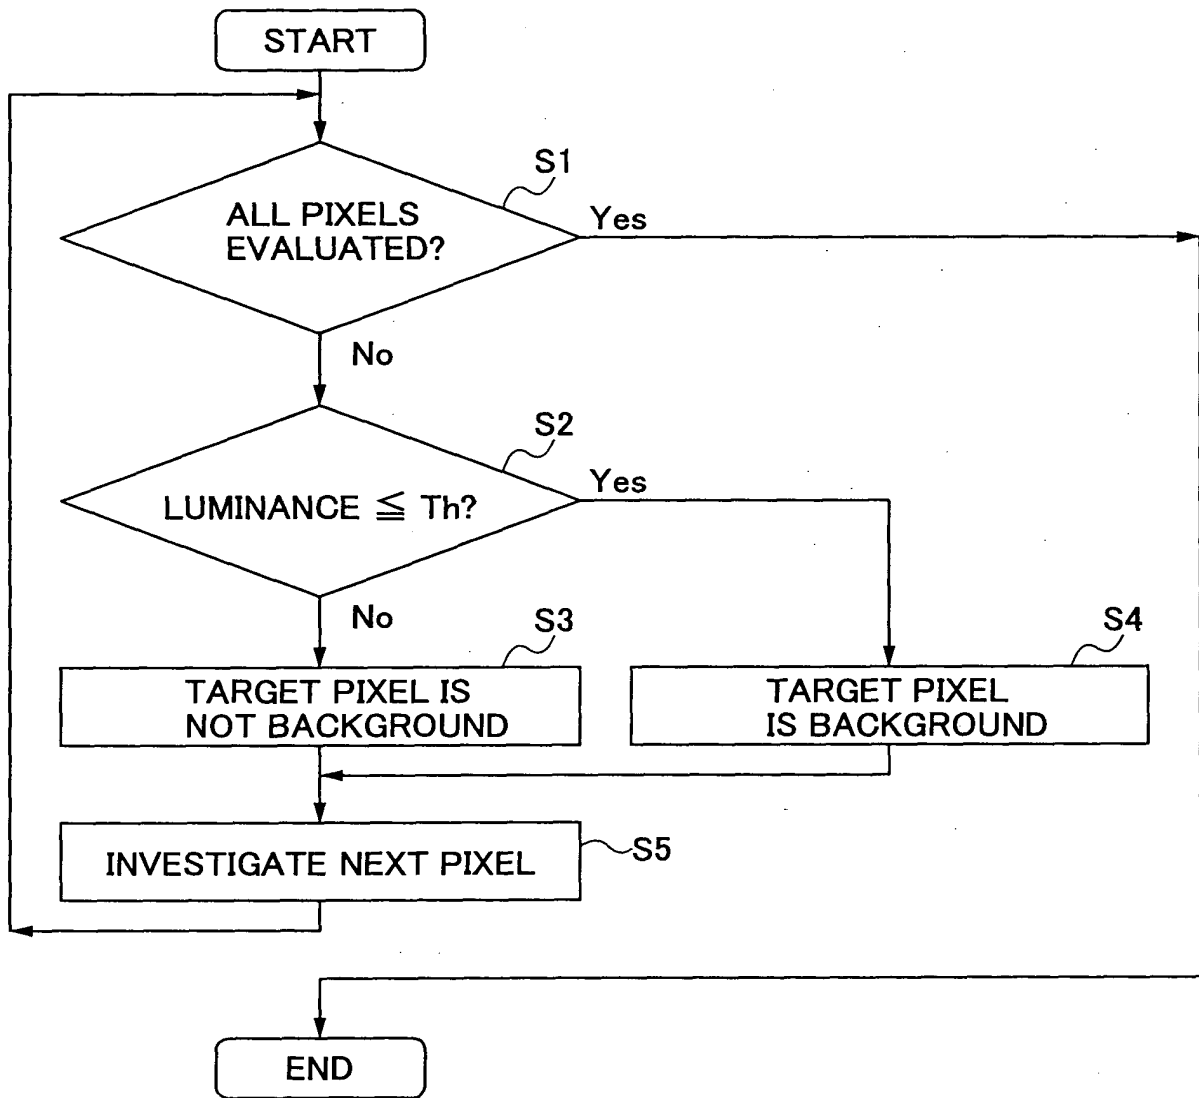 START
S1
ALL PIXELS
EVALUATED?
Yes
No
S2
LUMINANCE ≦ Th?
Yes
No
S3
TARGET PIXEL IS
NOT BACKGROUND
S4
TARGET PIXEL
IS BACKGROUND
INVESTIGATE NEXT PIXEL
S5
END